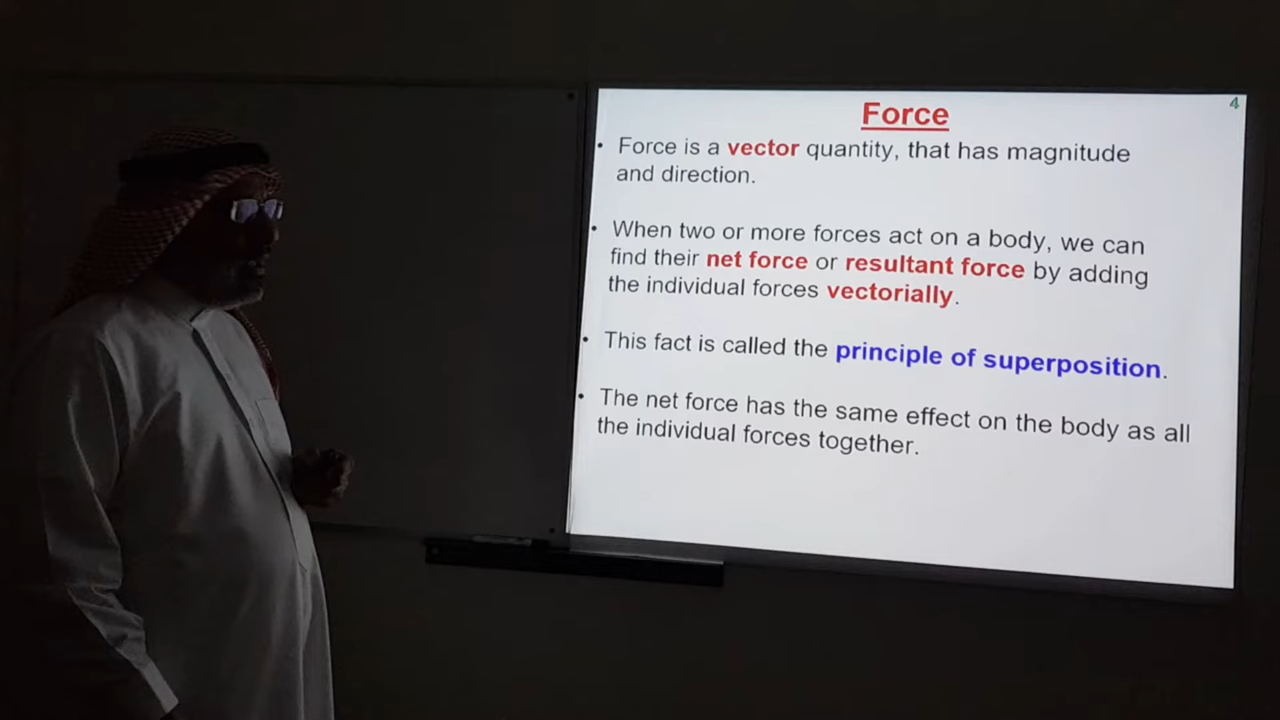 4
Force
• Force is a vector quantity, that has magnitude
and direction.
• When two or more forces act on a body, we can
find their net force or resultant force by adding
the individual forces vectorially.
• This fact is called the principle of superposition.
• The net force has the same effect on the body as all
the individual forces together.